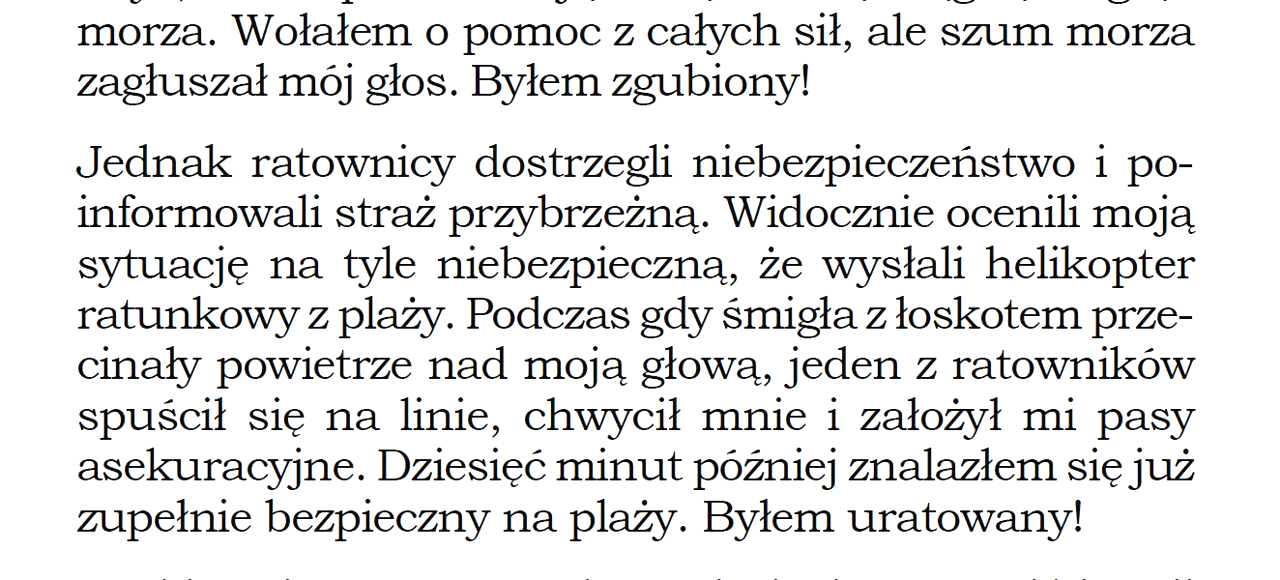 morza. Wołałem o pomoc z całych sił, ale szum morza
zagłuszał mój głos. Byłem zgubiony!
Jednak ratownicy dostrzegli niebezpieczeństwo i po-
informowali straż przybrzeżną. Widocznie ocenili moją
sytuację na tyle niebezpieczną, że wysłali helikopter
ratunkowy z plaży. Podczas gdy śmigła z łoskotem prze-
cinały powietrze nad moją głową, jeden z ratowników
spuścił się na linie, chwycił mnie i założył mi pasy
asekuracyjne. Dziesięć minut później znalazłem się już
zupełnie bezpieczny na plaży. Byłem uratowany!